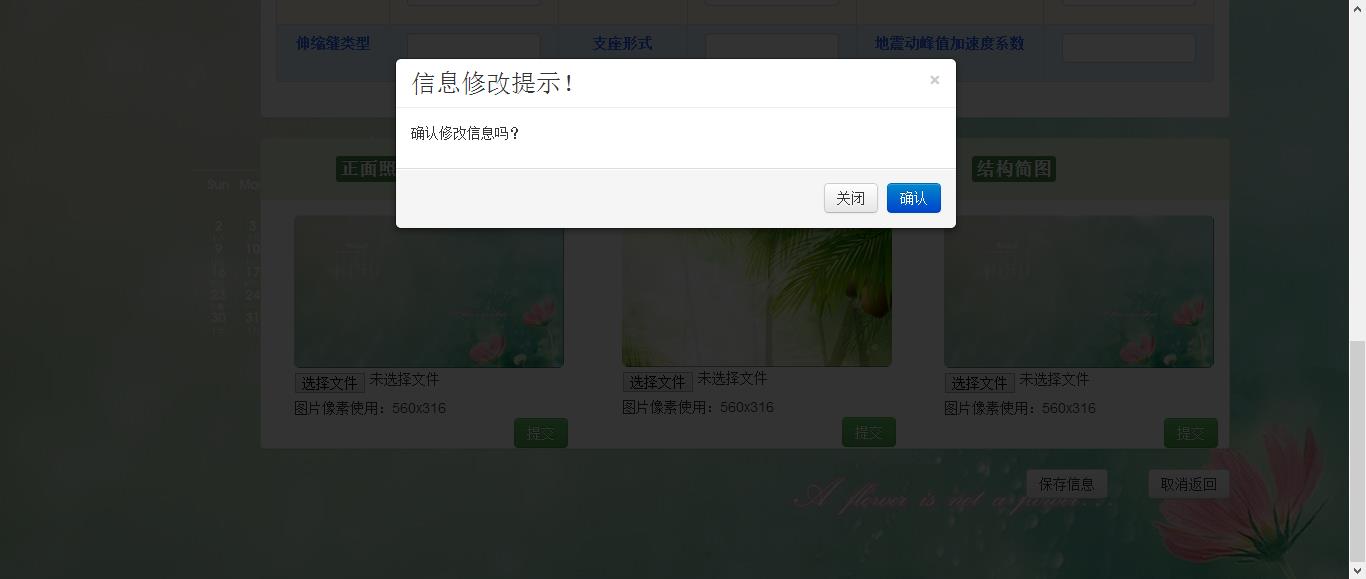 伸缩缝类型 支座形式 地震动峰值加速度系数
信息修改提示！ ×
确认修改信息吗？
关闭 确认
正面照 结构简图
Sun Mo
2 3
9 10
16 17
23 24
30 31
选择文件 未选择文件 选择文件 未选择文件 选择文件 未选择文件
图片像素使用：560x316 图片像素使用：560x316 图片像素使用：560x316
提交 提交 提交
保存信息 取消返回
A flower is not a flower...